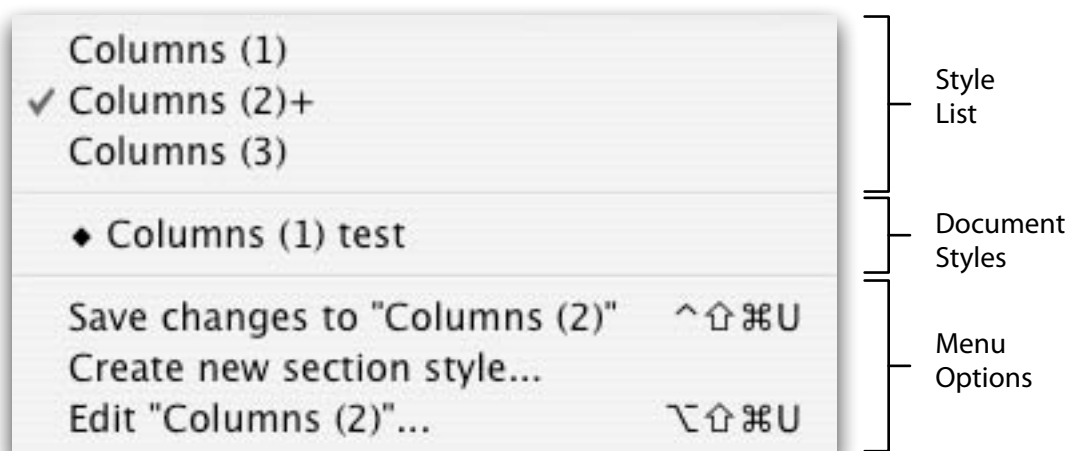 Columns (1)
✓ Columns (2)+
Columns (3)
Style
List
◆ Columns (1) test
Document
Styles
Save changes to "Columns (2)" ^⇧⌘U
Create new section style...
Edit "Columns (2)"... ⌥⇧⌘U
Menu
Options